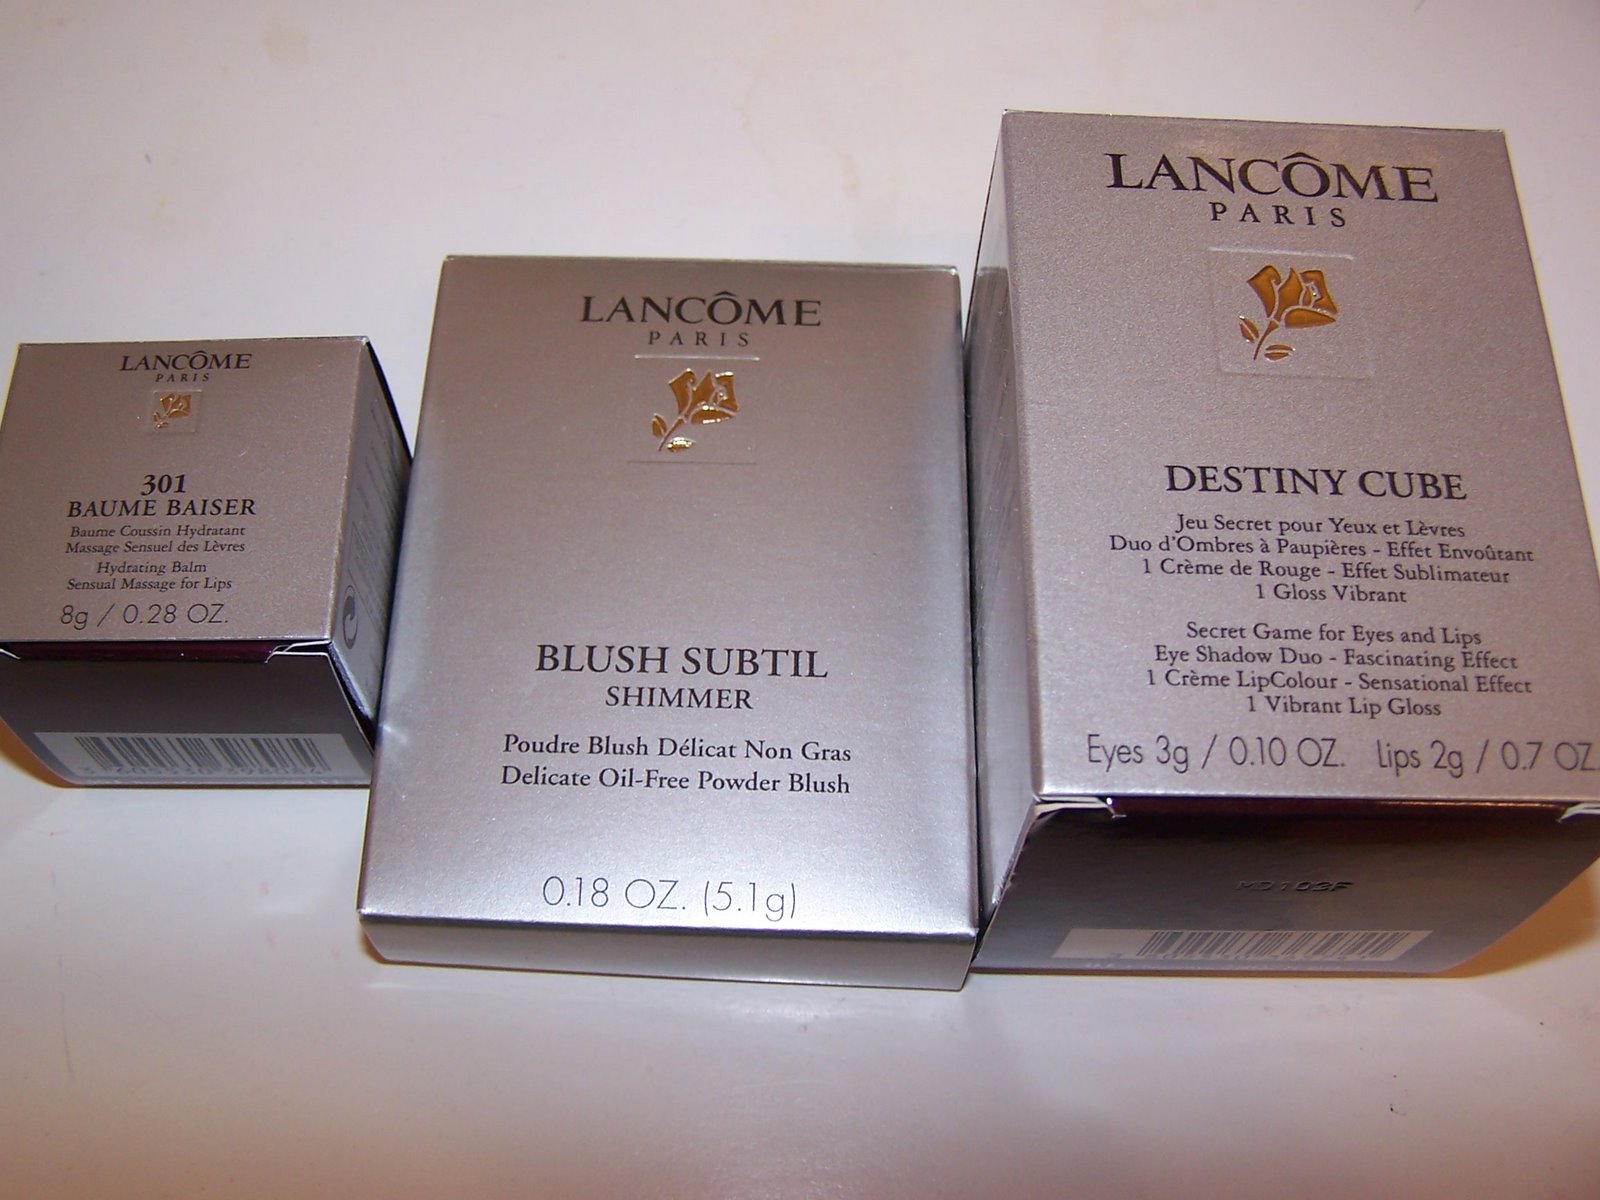 LANCÔME
PARIS
301
BAUME BAISER
Baume Coussin Hydratant
Massage Sensuel des Lèvres
Hydrating Balm
Sensual Massage for Lips
8g / 0.28 OZ.
LANCÔME
PARIS
BLUSH SUBTIL
SHIMMER
Poudre Blush Délicat Non Gras
Delicate Oil-Free Powder Blush
0.18 OZ. (5.1g)
LANCÔME
PARIS
DESTINY CUBE
Jeu Secret pour Yeux et Lèvres
Duo d'Ombres à Paupières - Effet Envoûtant
1 Crème de Rouge - Effet Sublimateur
1 Gloss Vibrant
Secret Game for Eyes and Lips
Eye Shadow Duo - Fascinating Effect
1 Crème LipColour - Sensational Effect
1 Vibrant Lip Gloss
Eyes 3g / 0.10 OZ. Lips 2g / 0.7 OZ.